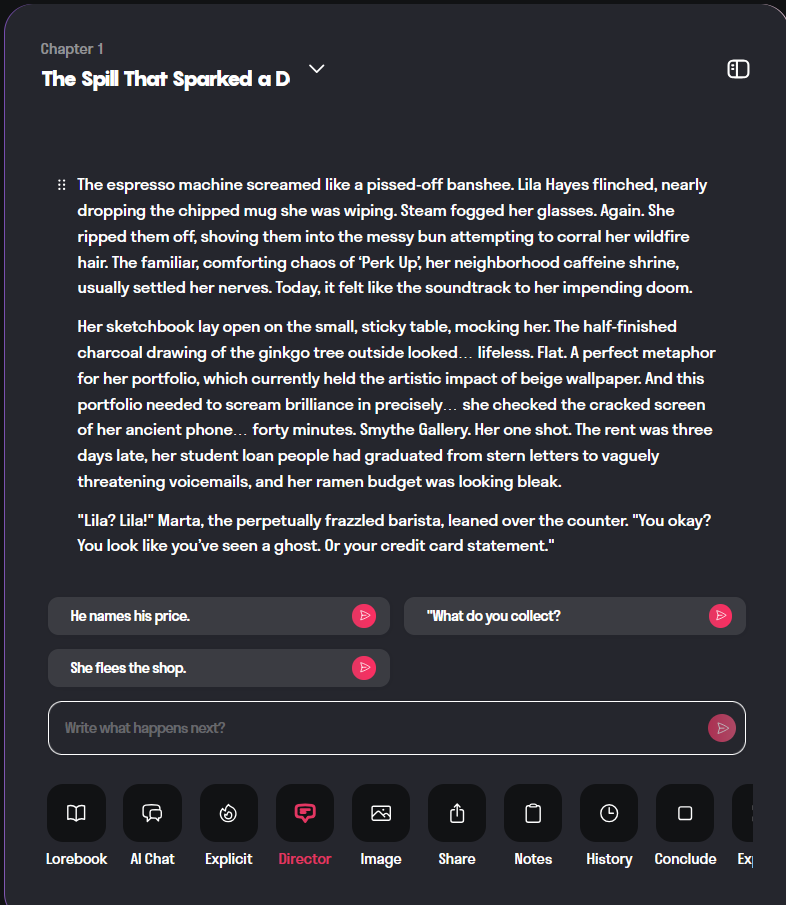 Chapter 1
The Spill That Sparked a D
The espresso machine screamed like a pissed-off banshee. Lila Hayes flinched, nearly
dropping the chipped mug she was wiping. Steam fogged her glasses. Again. She
ripped them off, shoving them into the messy bun attempting to corral her wildfire
hair. The familiar, comforting chaos of ‘Perk Up’, her neighborhood caffeine shrine,
usually settled her nerves. Today, it felt like the soundtrack to her impending doom.
Her sketchbook lay open on the small, sticky table, mocking her. The half-finished
charcoal drawing of the ginkgo tree outside looked… lifeless. Flat. A perfect metaphor
for her portfolio, which currently held the artistic impact of beige wallpaper. And this
portfolio needed to scream brilliance in precisely… she checked the cracked screen
of her ancient phone… forty minutes. Smythe Gallery. Her one shot. The rent was three
days late, her student loan people had graduated from stern letters to vaguely
threatening voicemails, and her ramen budget was looking bleak.
"Lila? Lila!" Marta, the perpetually frazzled barista, leaned over the counter. "You okay?
You look like you’ve seen a ghost. Or your credit card statement."
He names his price.
"What do you collect?
She flees the shop.
Write what happens next?
Lorebook AI Chat Explicit Director Image Share Notes History Conclude Exp